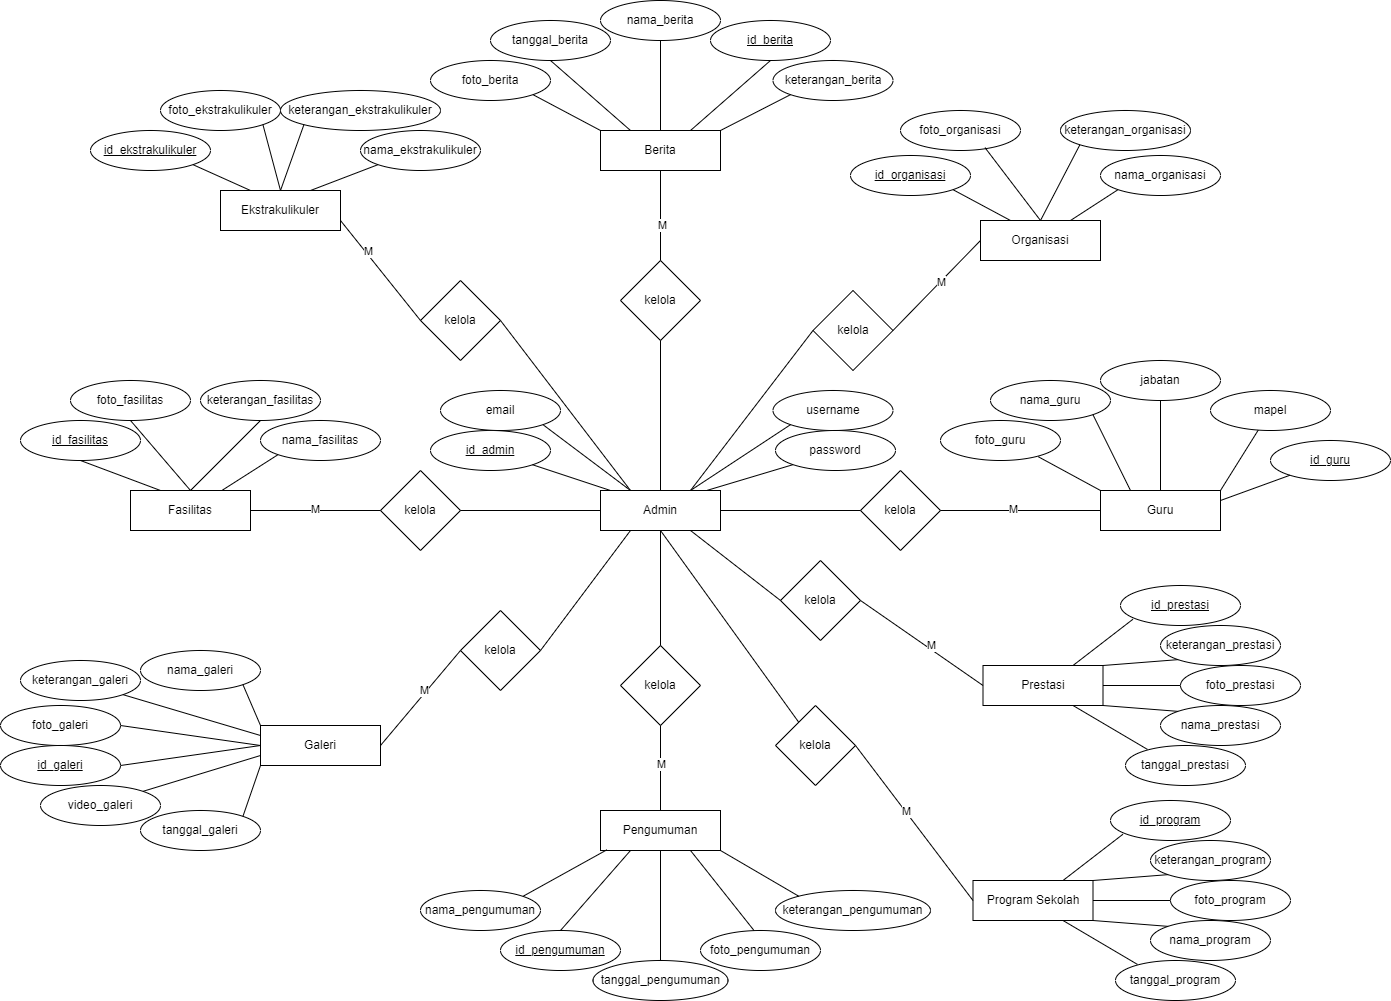 nama_berita
tanggal_berita
id_berita
foto_berita
keterangan_berita
foto_ekstrakulikuler
keterangan_ekstrakulikuler
id_ekstrakulikuler
nama_ekstrakulikuler
Berita
foto_organisasi
keterangan_organisasi
id_organisasi
nama_organisasi
Ekstrakulikuler
Organisasi
M
M
M
kelola
kelola
kelola
foto_fasilitas
keterangan_fasilitas
id_fasilitas
nama_fasilitas
email
id_admin
username
password
jabatan
nama_guru
mapel
foto_guru
id_guru
Fasilitas
M
kelola
Admin
kelola
M
Guru
kelola
id_prestasi
keterangan_prestasi
M
foto_prestasi
Prestasi
nama_prestasi
tanggal_prestasi
kelola
nama_galeri
keterangan_galeri
M
foto_galeri
Galeri
id_galeri
video_galeri
tanggal_galeri
kelola
M
Pengumuman
kelola
M
id_program
keterangan_program
Program Sekolah
foto_program
nama_program
tanggal_program
nama_pengumuman
keterangan_pengumuman
id_pengumuman
foto_pengumuman
tanggal_pengumuman